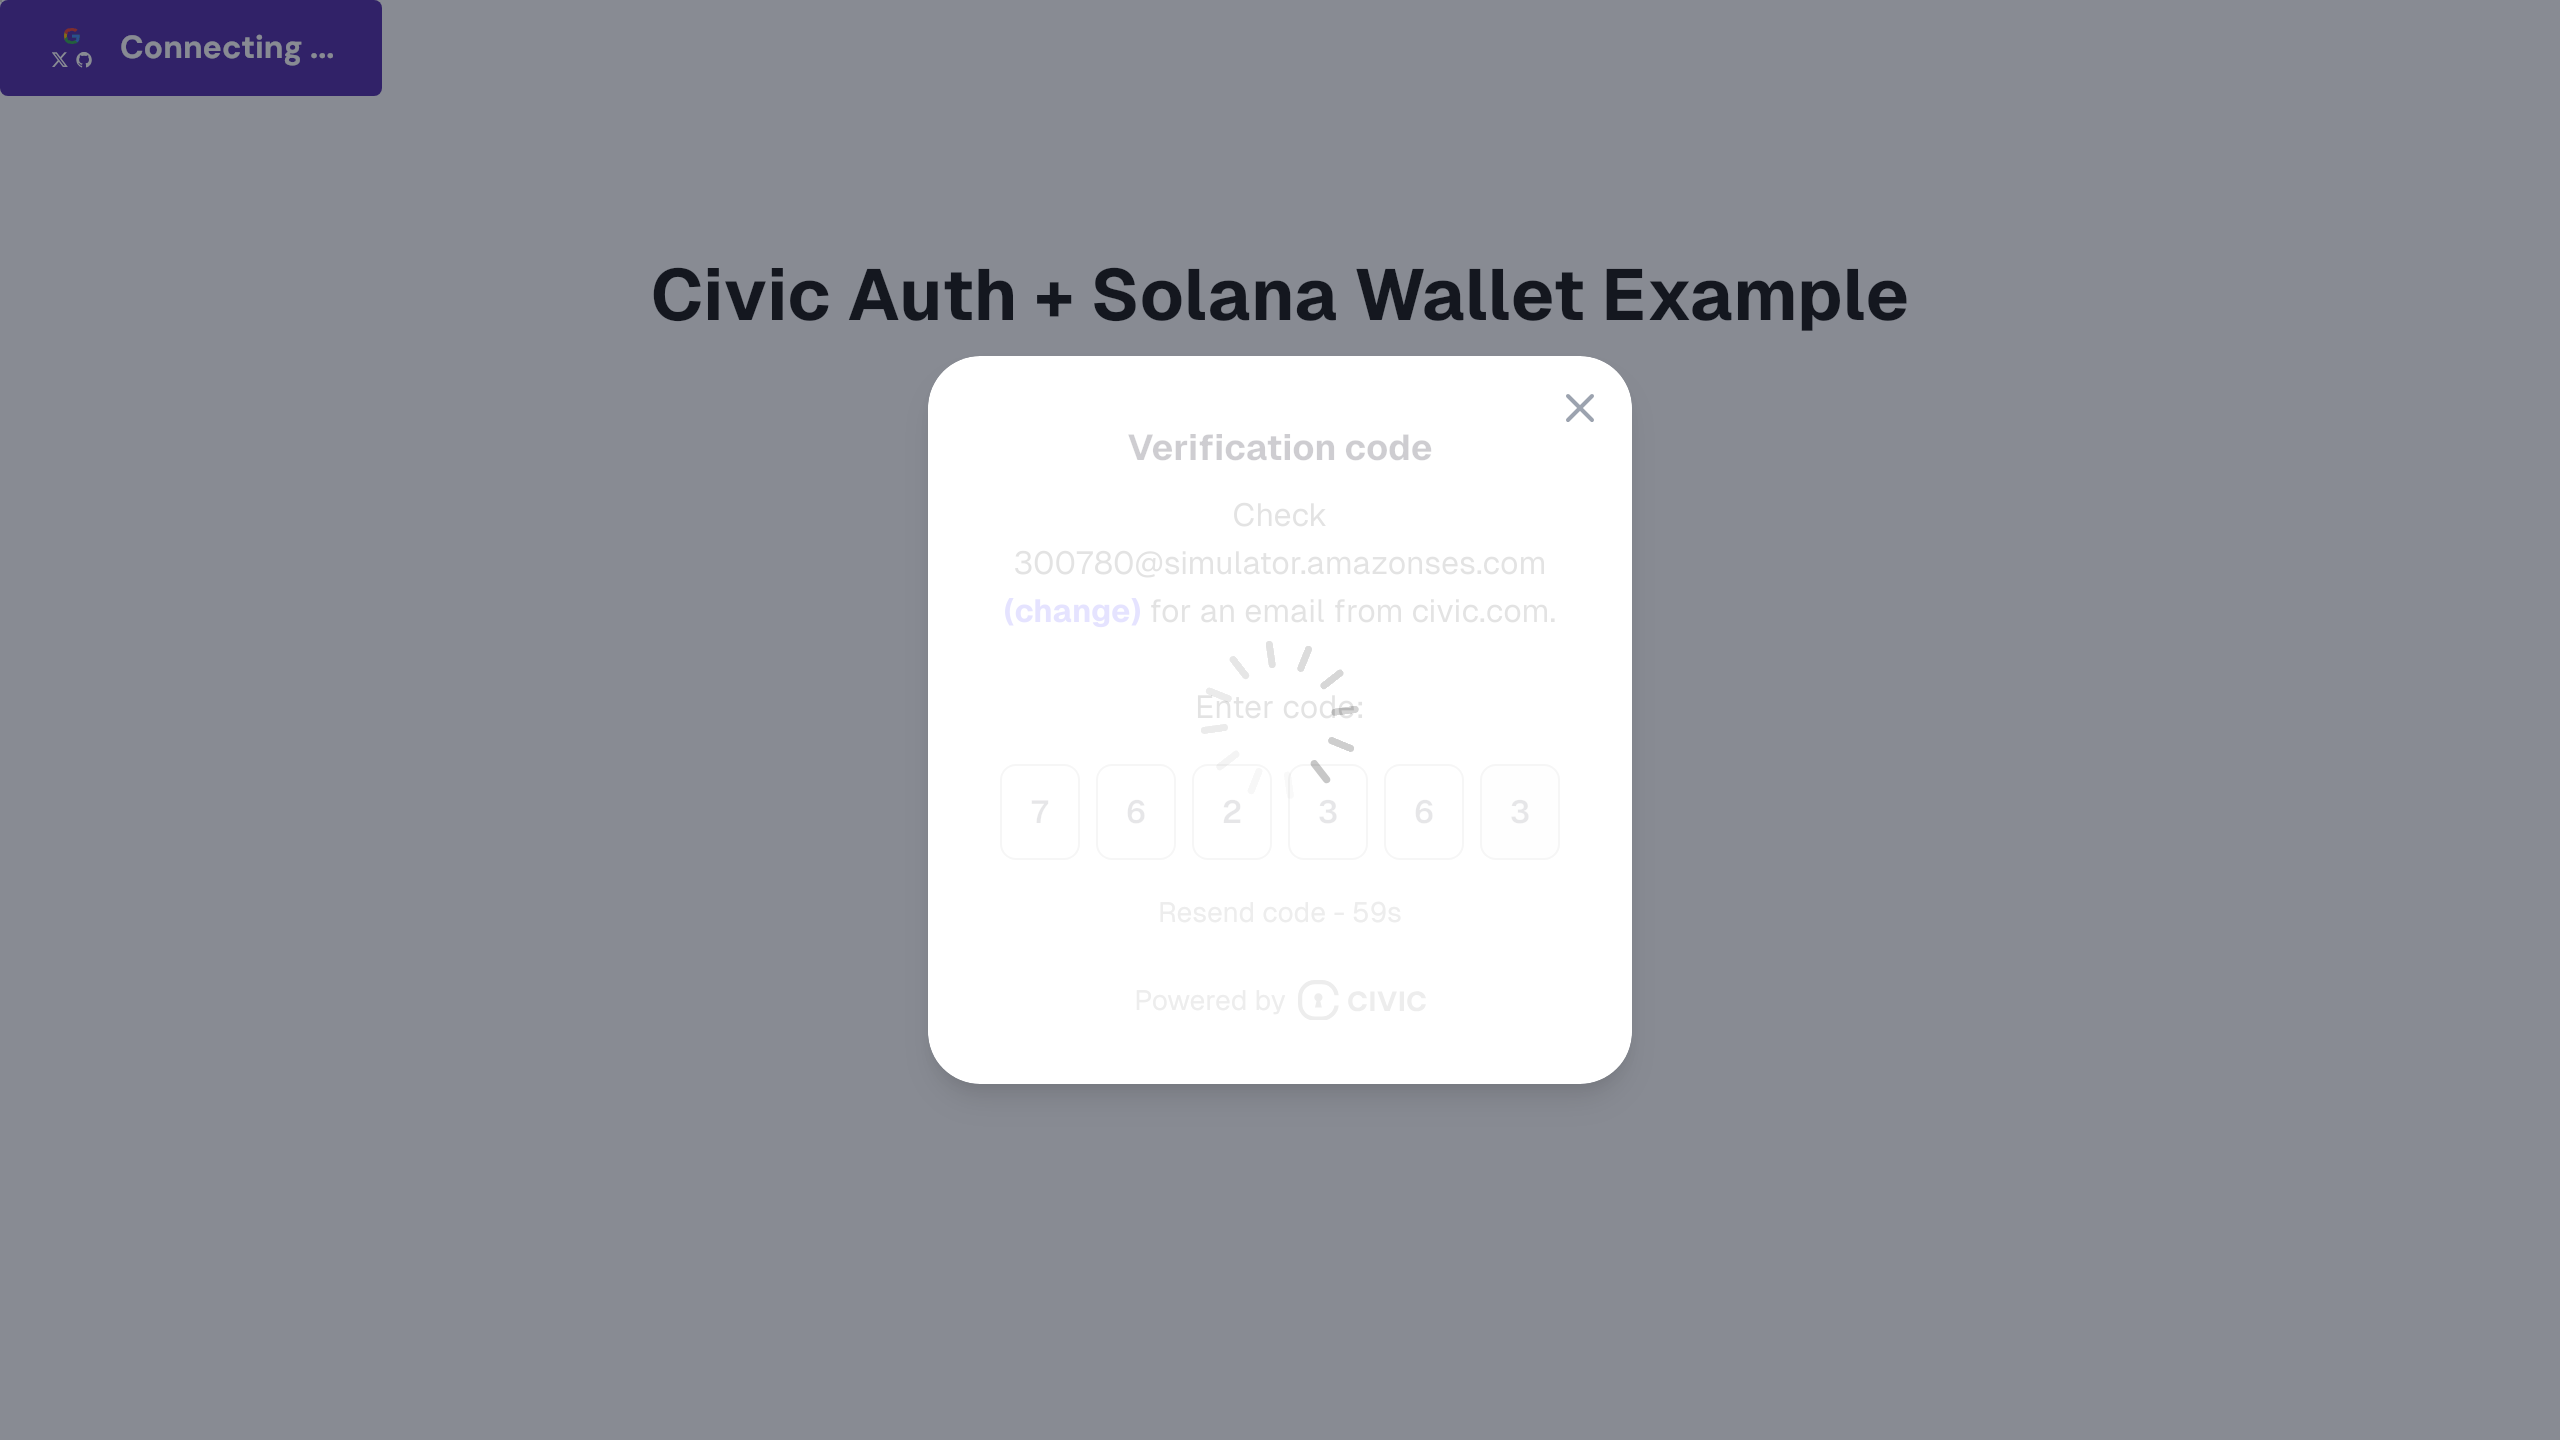 Connecting ...
Civic Auth + Solana Wallet Example
Verification code
Check
300780@simulator.amazonses.com
(change) for an email from civic.com.
Enter code:
7 6 2 3 6 3
Resend code - 59s
Powered by CIVIC